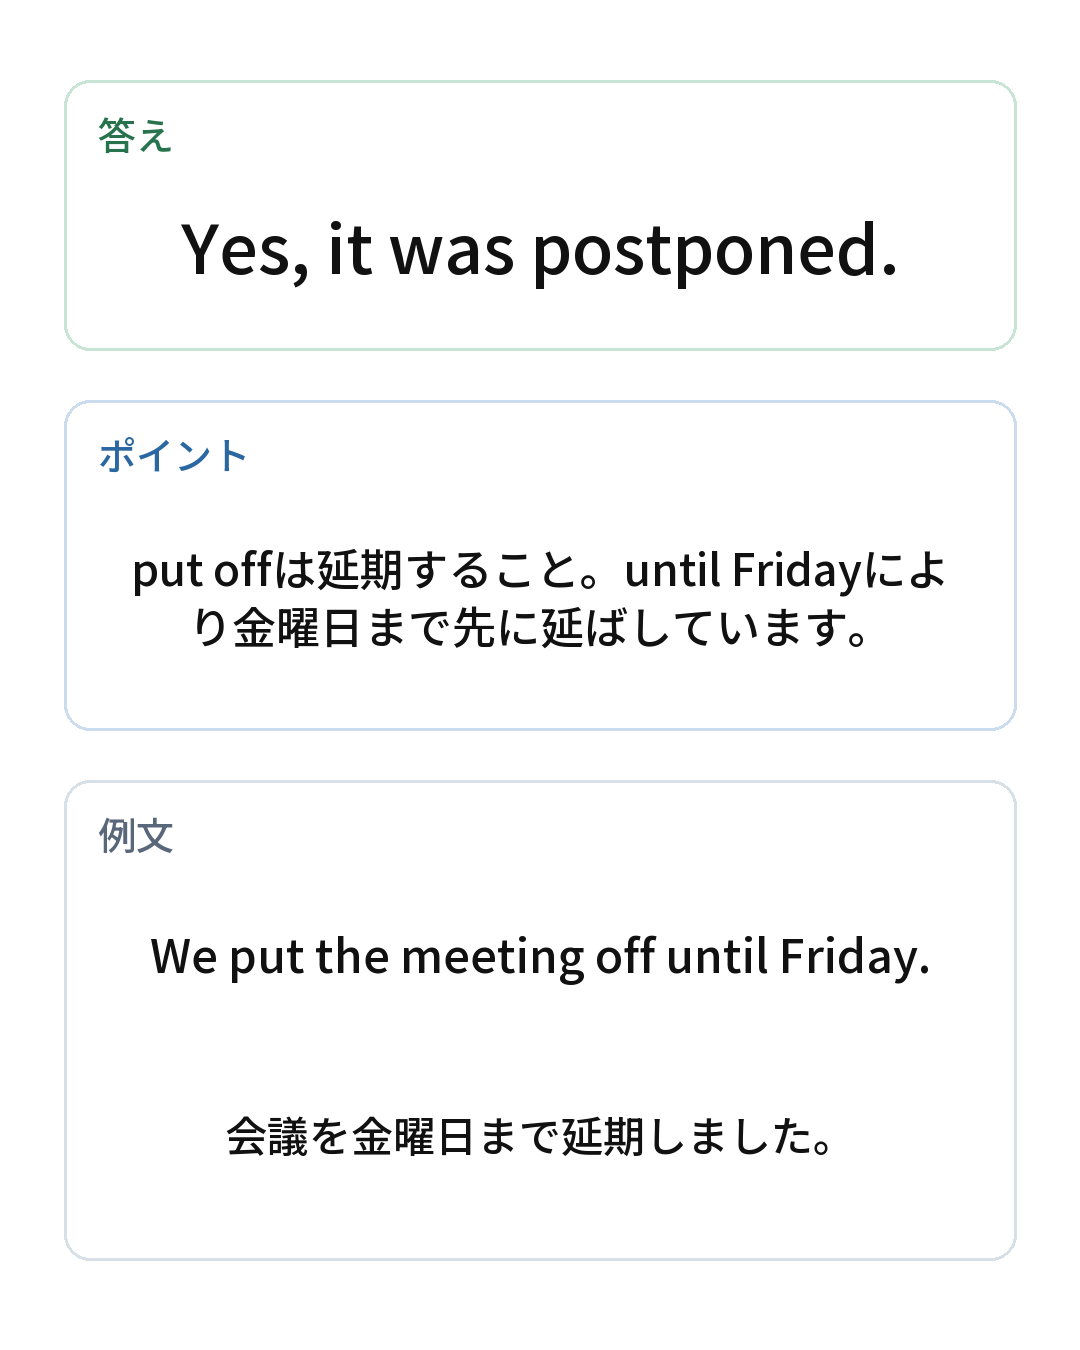 答え
Yes, it was postponed.
ポイント
put offは延期すること。until Fridayによ
り金曜日まで先に延ばしています。
例文
We put the meeting off until Friday.
会議を金曜日まで延期しました。